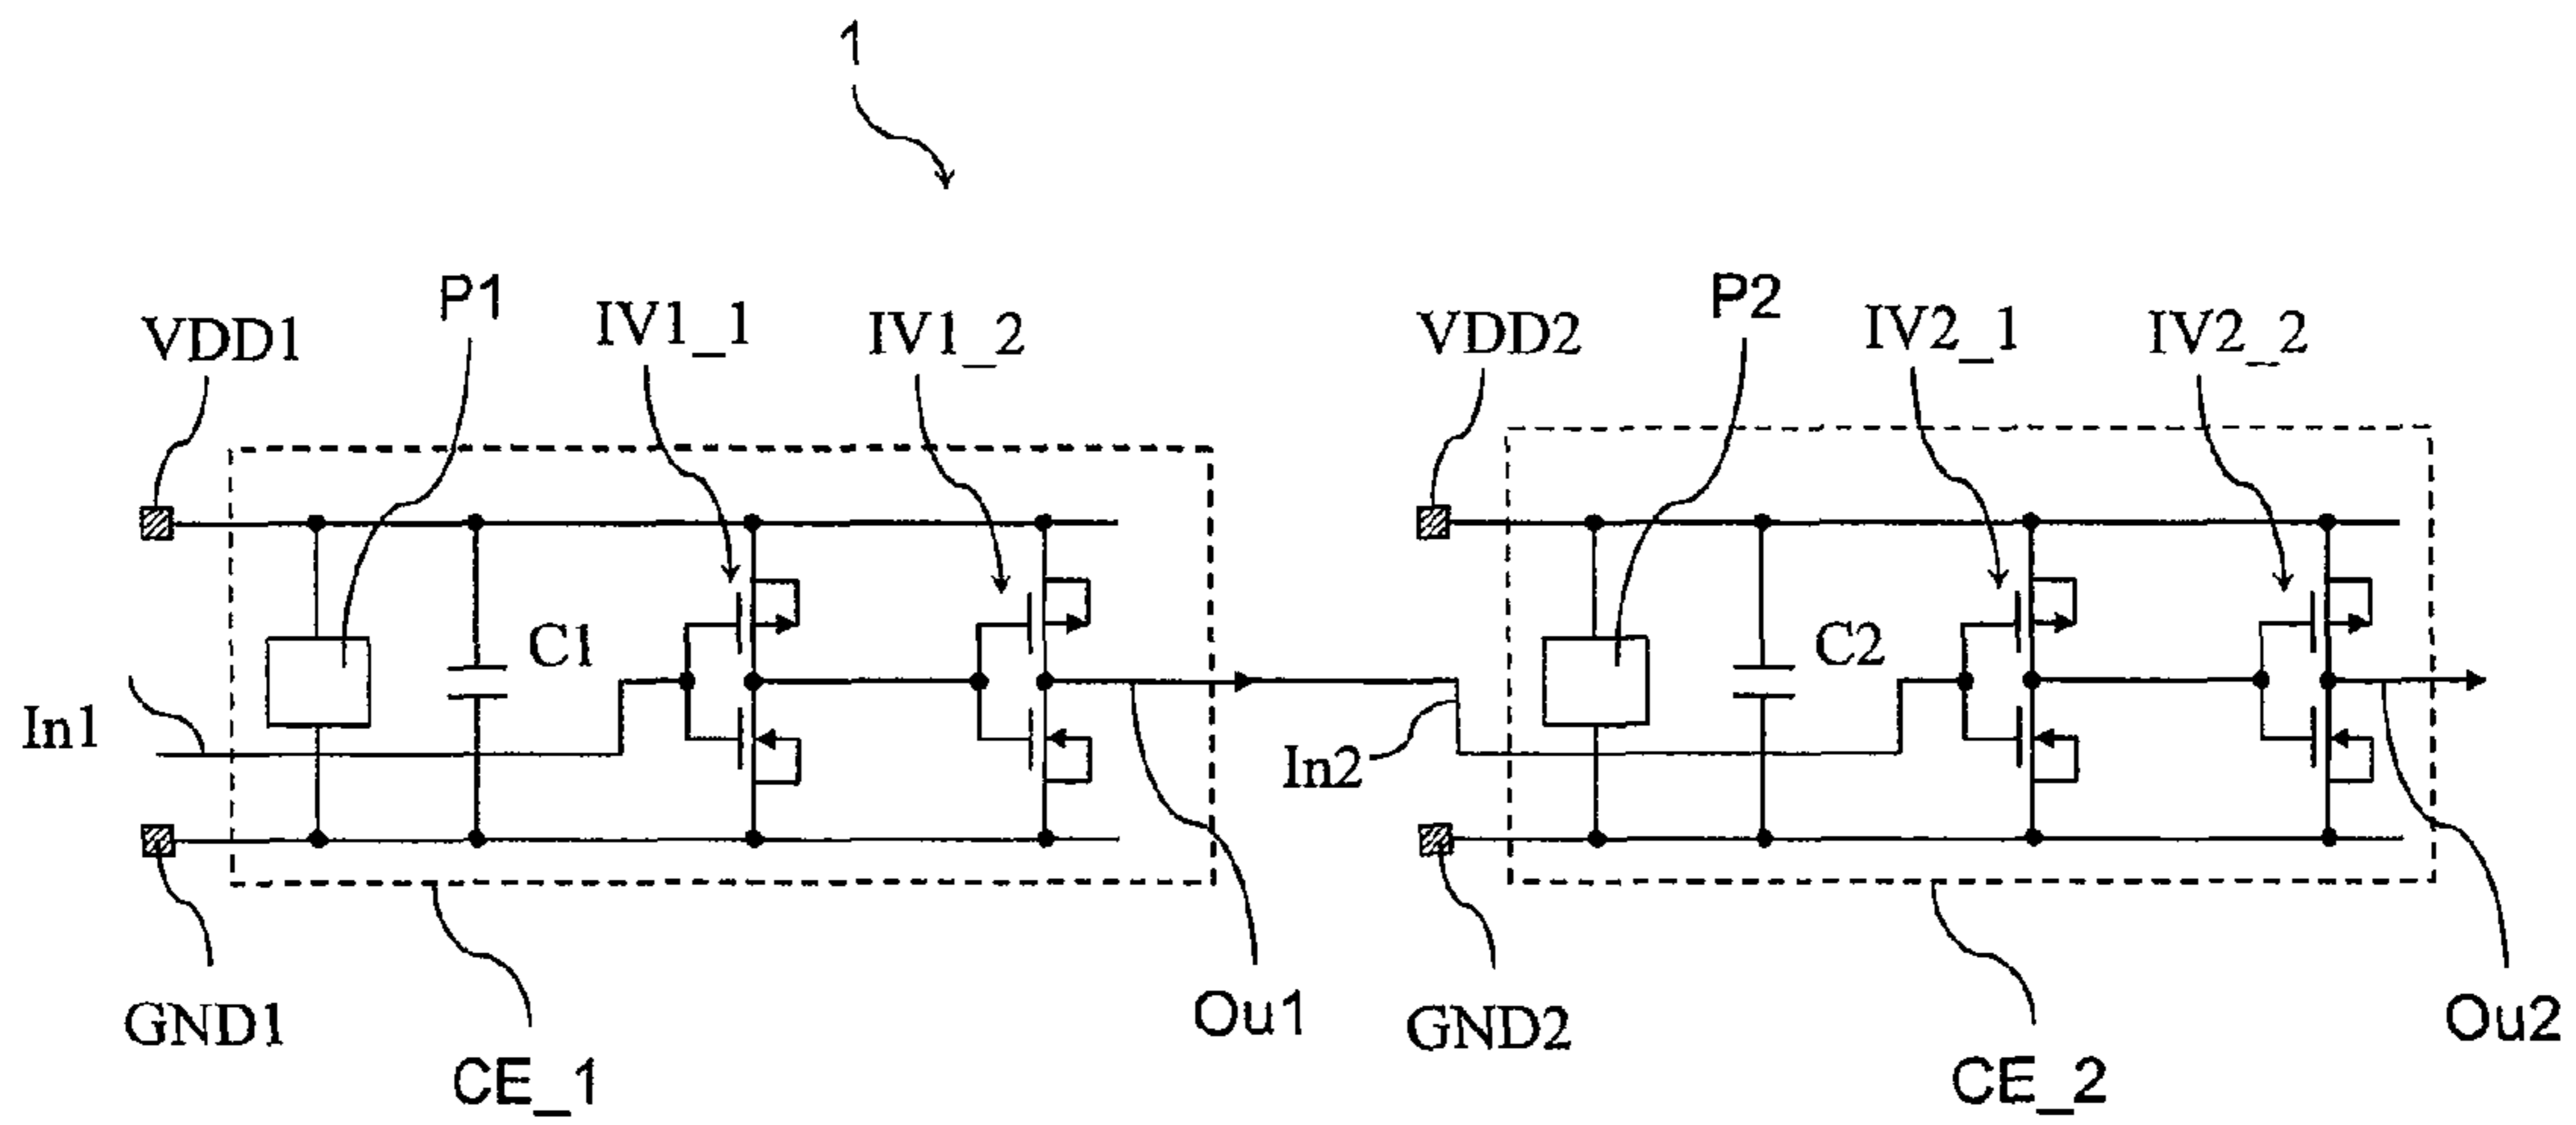 1
P1
P2
IV1_1
IV1_2
IV2_1
IV2_2
VDD1
VDD2
C1
C2
In1
In2
GND1
Ou1
GND2
Ou2
CE_1
CE_2